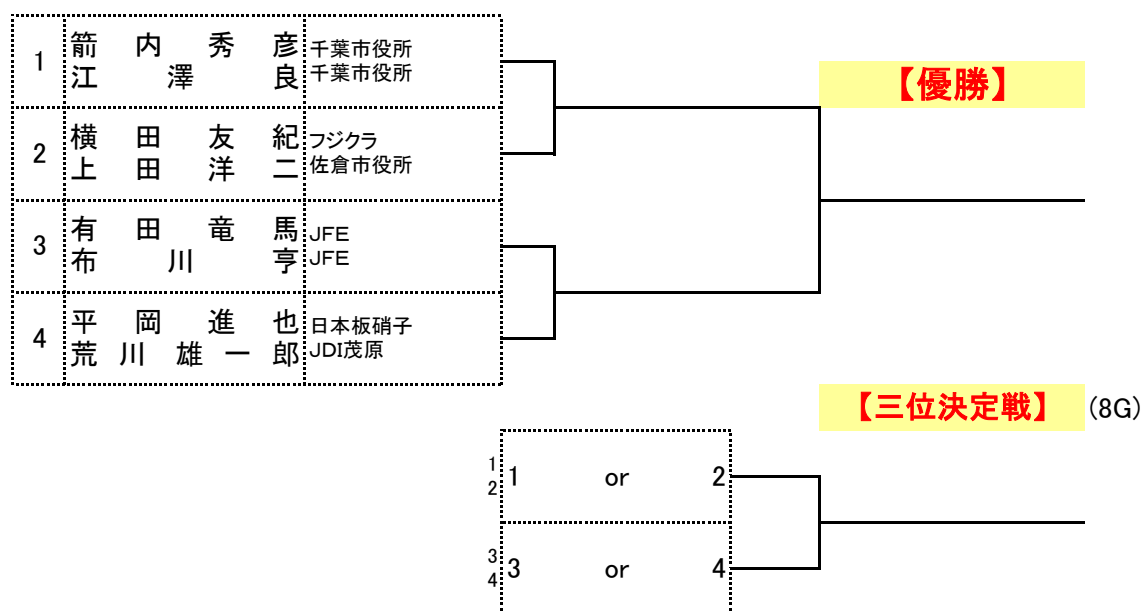 1 箭内秀彦 千葉市役所
江澤良 千葉市役所
【優勝】
2 横田友紀 フジクラ
上田洋二 佐倉市役所
3 有田竜馬 JFE
布川亨 JFE
4 平岡進也 日本板硝子
荒川雄一郎 JDI茂原
【三位決定戦】 (8G)
1
2
1 or 2
3
4
3 or 4